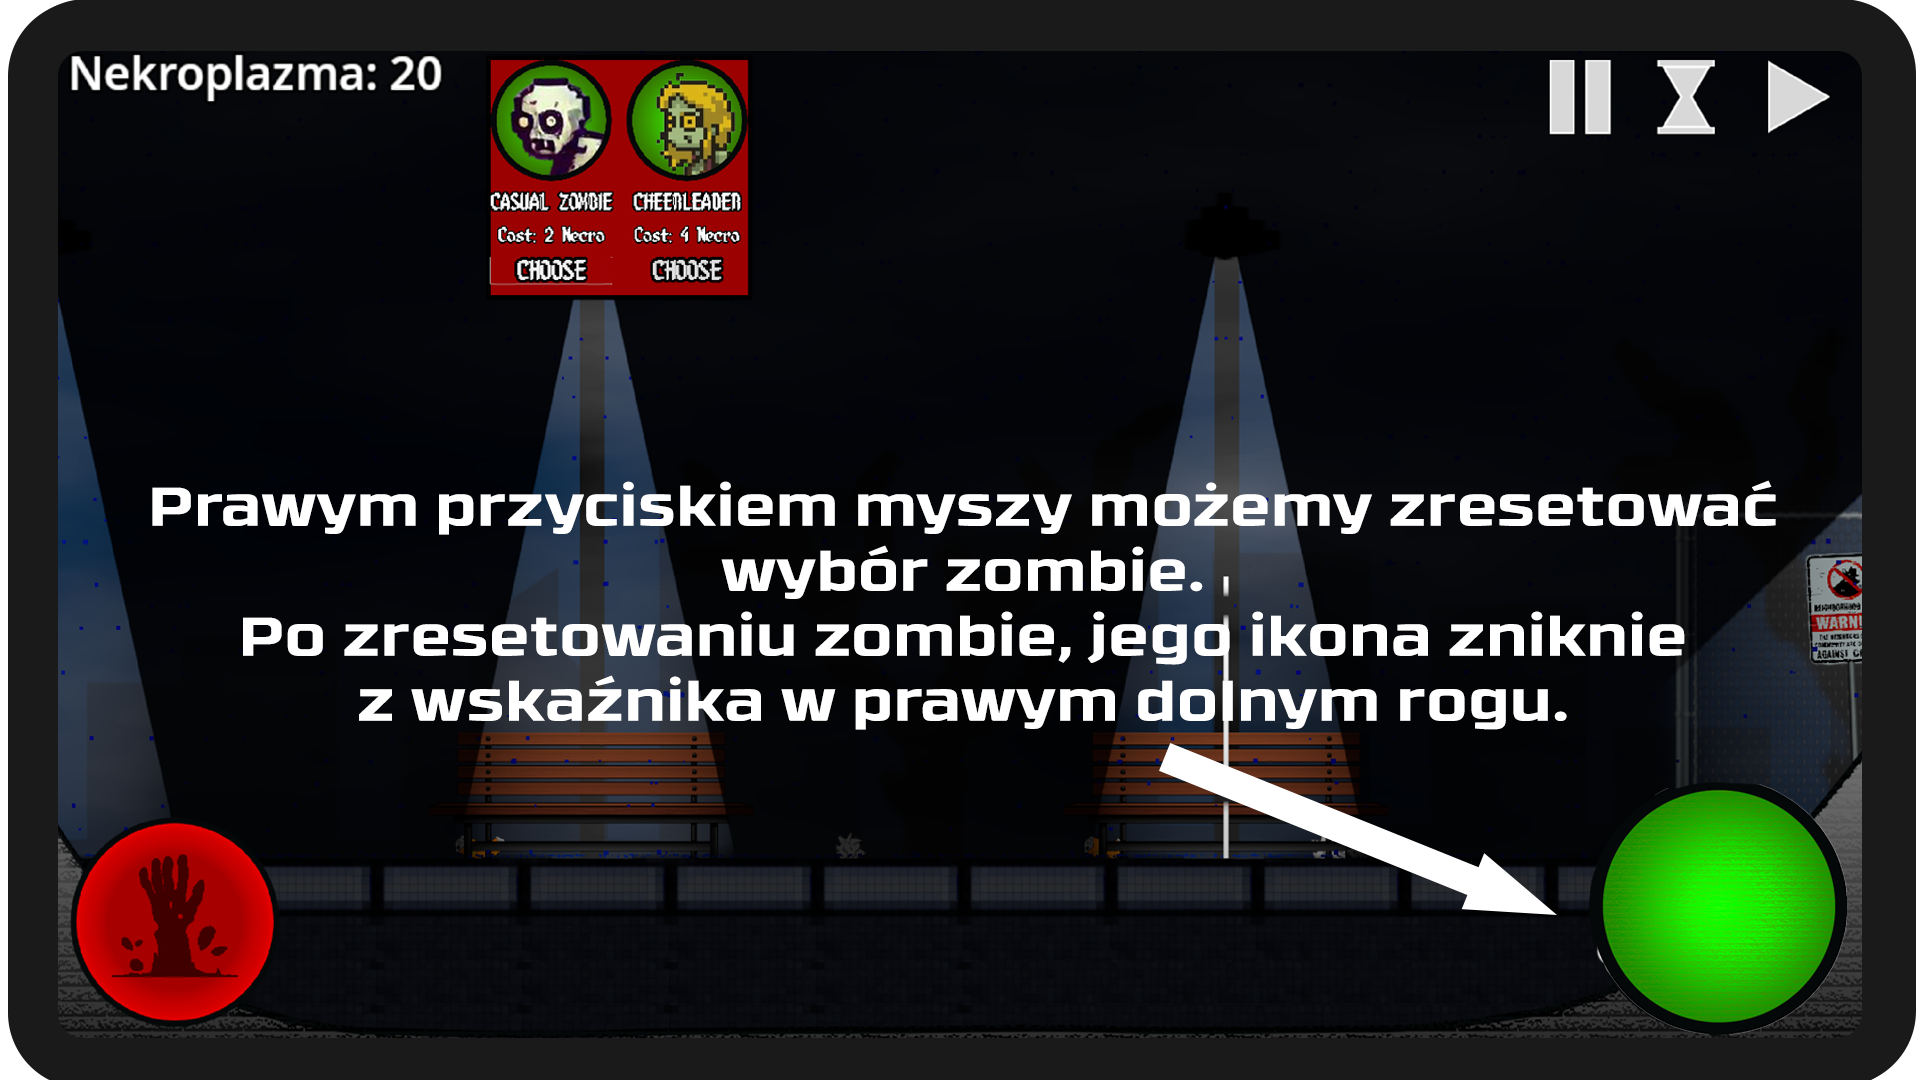 Nekroplazma: 20
CASUAL ZOMBIE
CHEERLEADER
Cost: 2 Necro
Cost: 4 Necro
CHOOSE
CHOOSE
Prawym przyciskiem myszy możemy zresetować
wybór zombie.
Po zresetowaniu zombie, jego ikona zniknie
z wskaźnika w prawym dolnym rogu.
WARN
AGAINST C